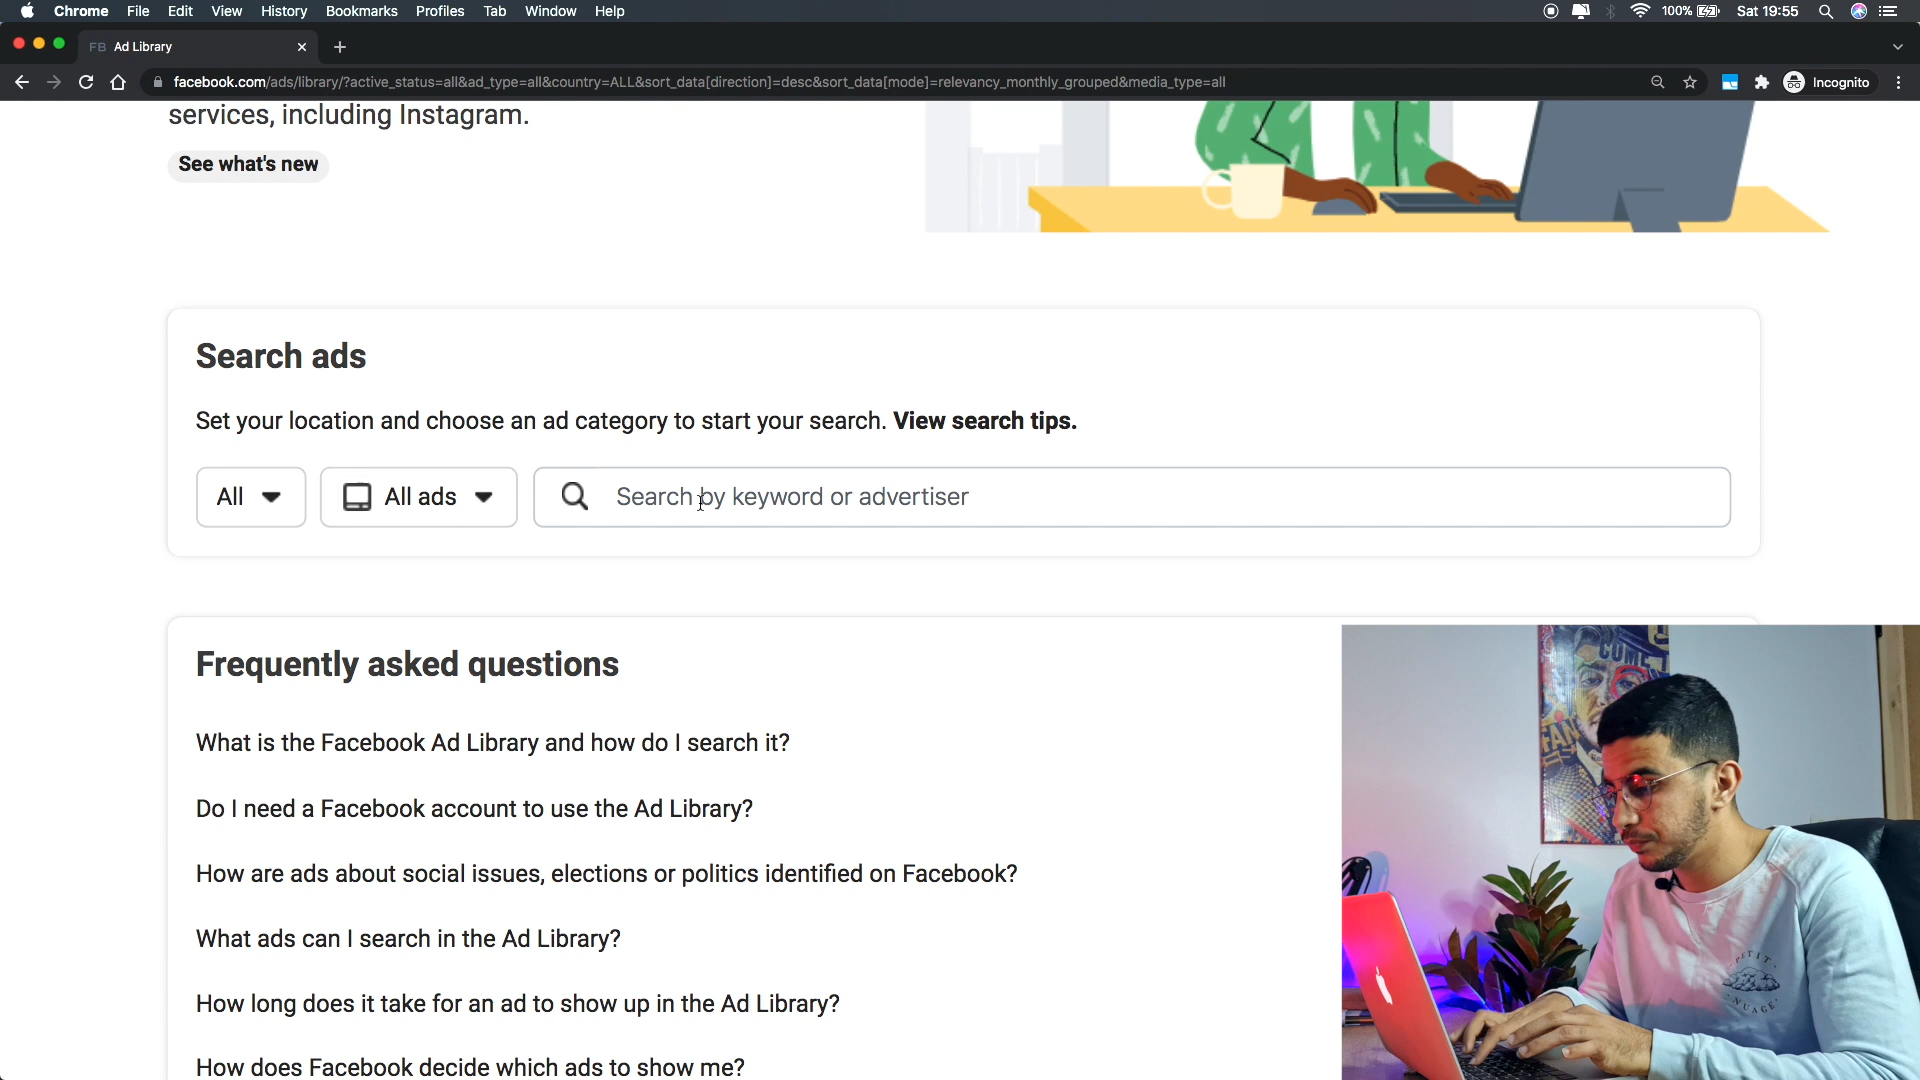 Chrome File Edit View History Bookmarks Profiles Tab Window Help 100% Sat 19:55
FB Ad Library
facebook.com/ads/library/?active_status=all&ad_type=all&country=ALL&sort_data[direction]=desc&sort_data[mode]=relevancy_monthly_grouped&media_type=all Incognito
services, including Instagram.
See what's new
Search ads
Set your location and choose an ad category to start your search. View search tips.
All All ads Search by keyword or advertiser
Frequently asked questions
What is the Facebook Ad Library and how do I search it?
Do I need a Facebook account to use the Ad Library?
How are ads about social issues, elections or politics identified on Facebook?
What ads can I search in the Ad Library?
How long does it take for an ad to show up in the Ad Library?
How does Facebook decide which ads to show me?
COME
FAN
PETIT
NUAGE